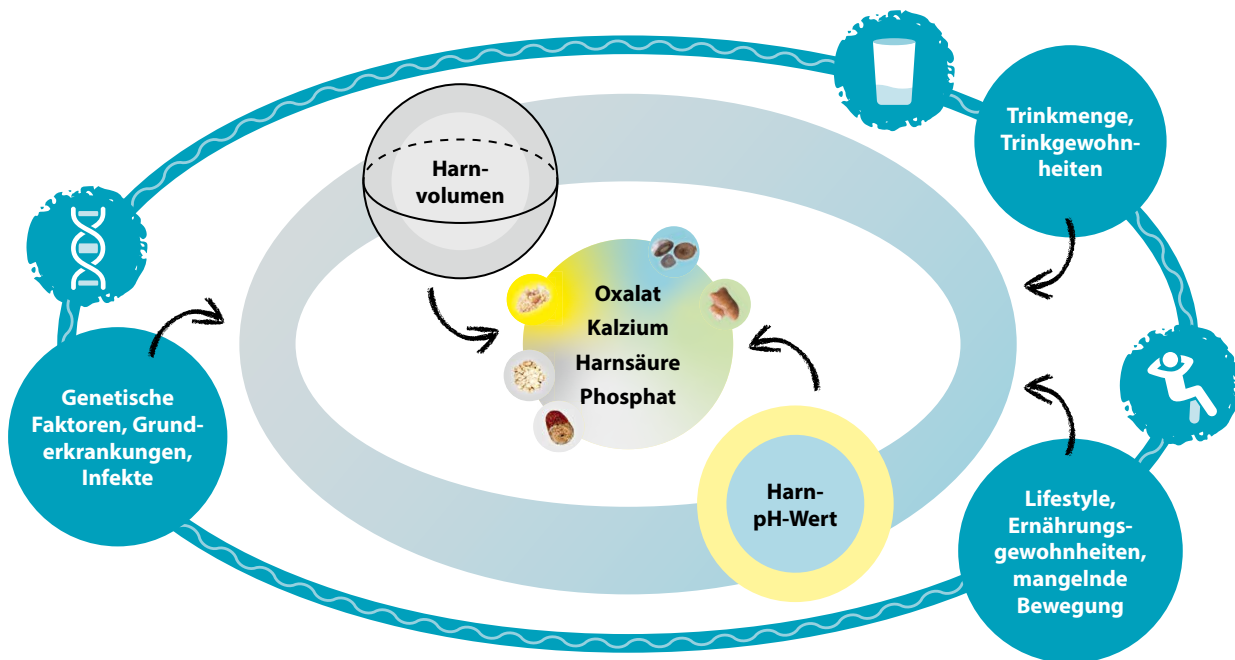 Trinkmenge,
Trinkgewohn-
heiten
Harn-
volumen
Oxalat
Kalzium
Harnsäure
Phosphat
Genetische
Faktoren, Grund-
erkrankungen,
Infekte
Harn-
pH-Wert
Lifestyle,
Ernährungs-
gewohnheiten,
mangelnde
Bewegung